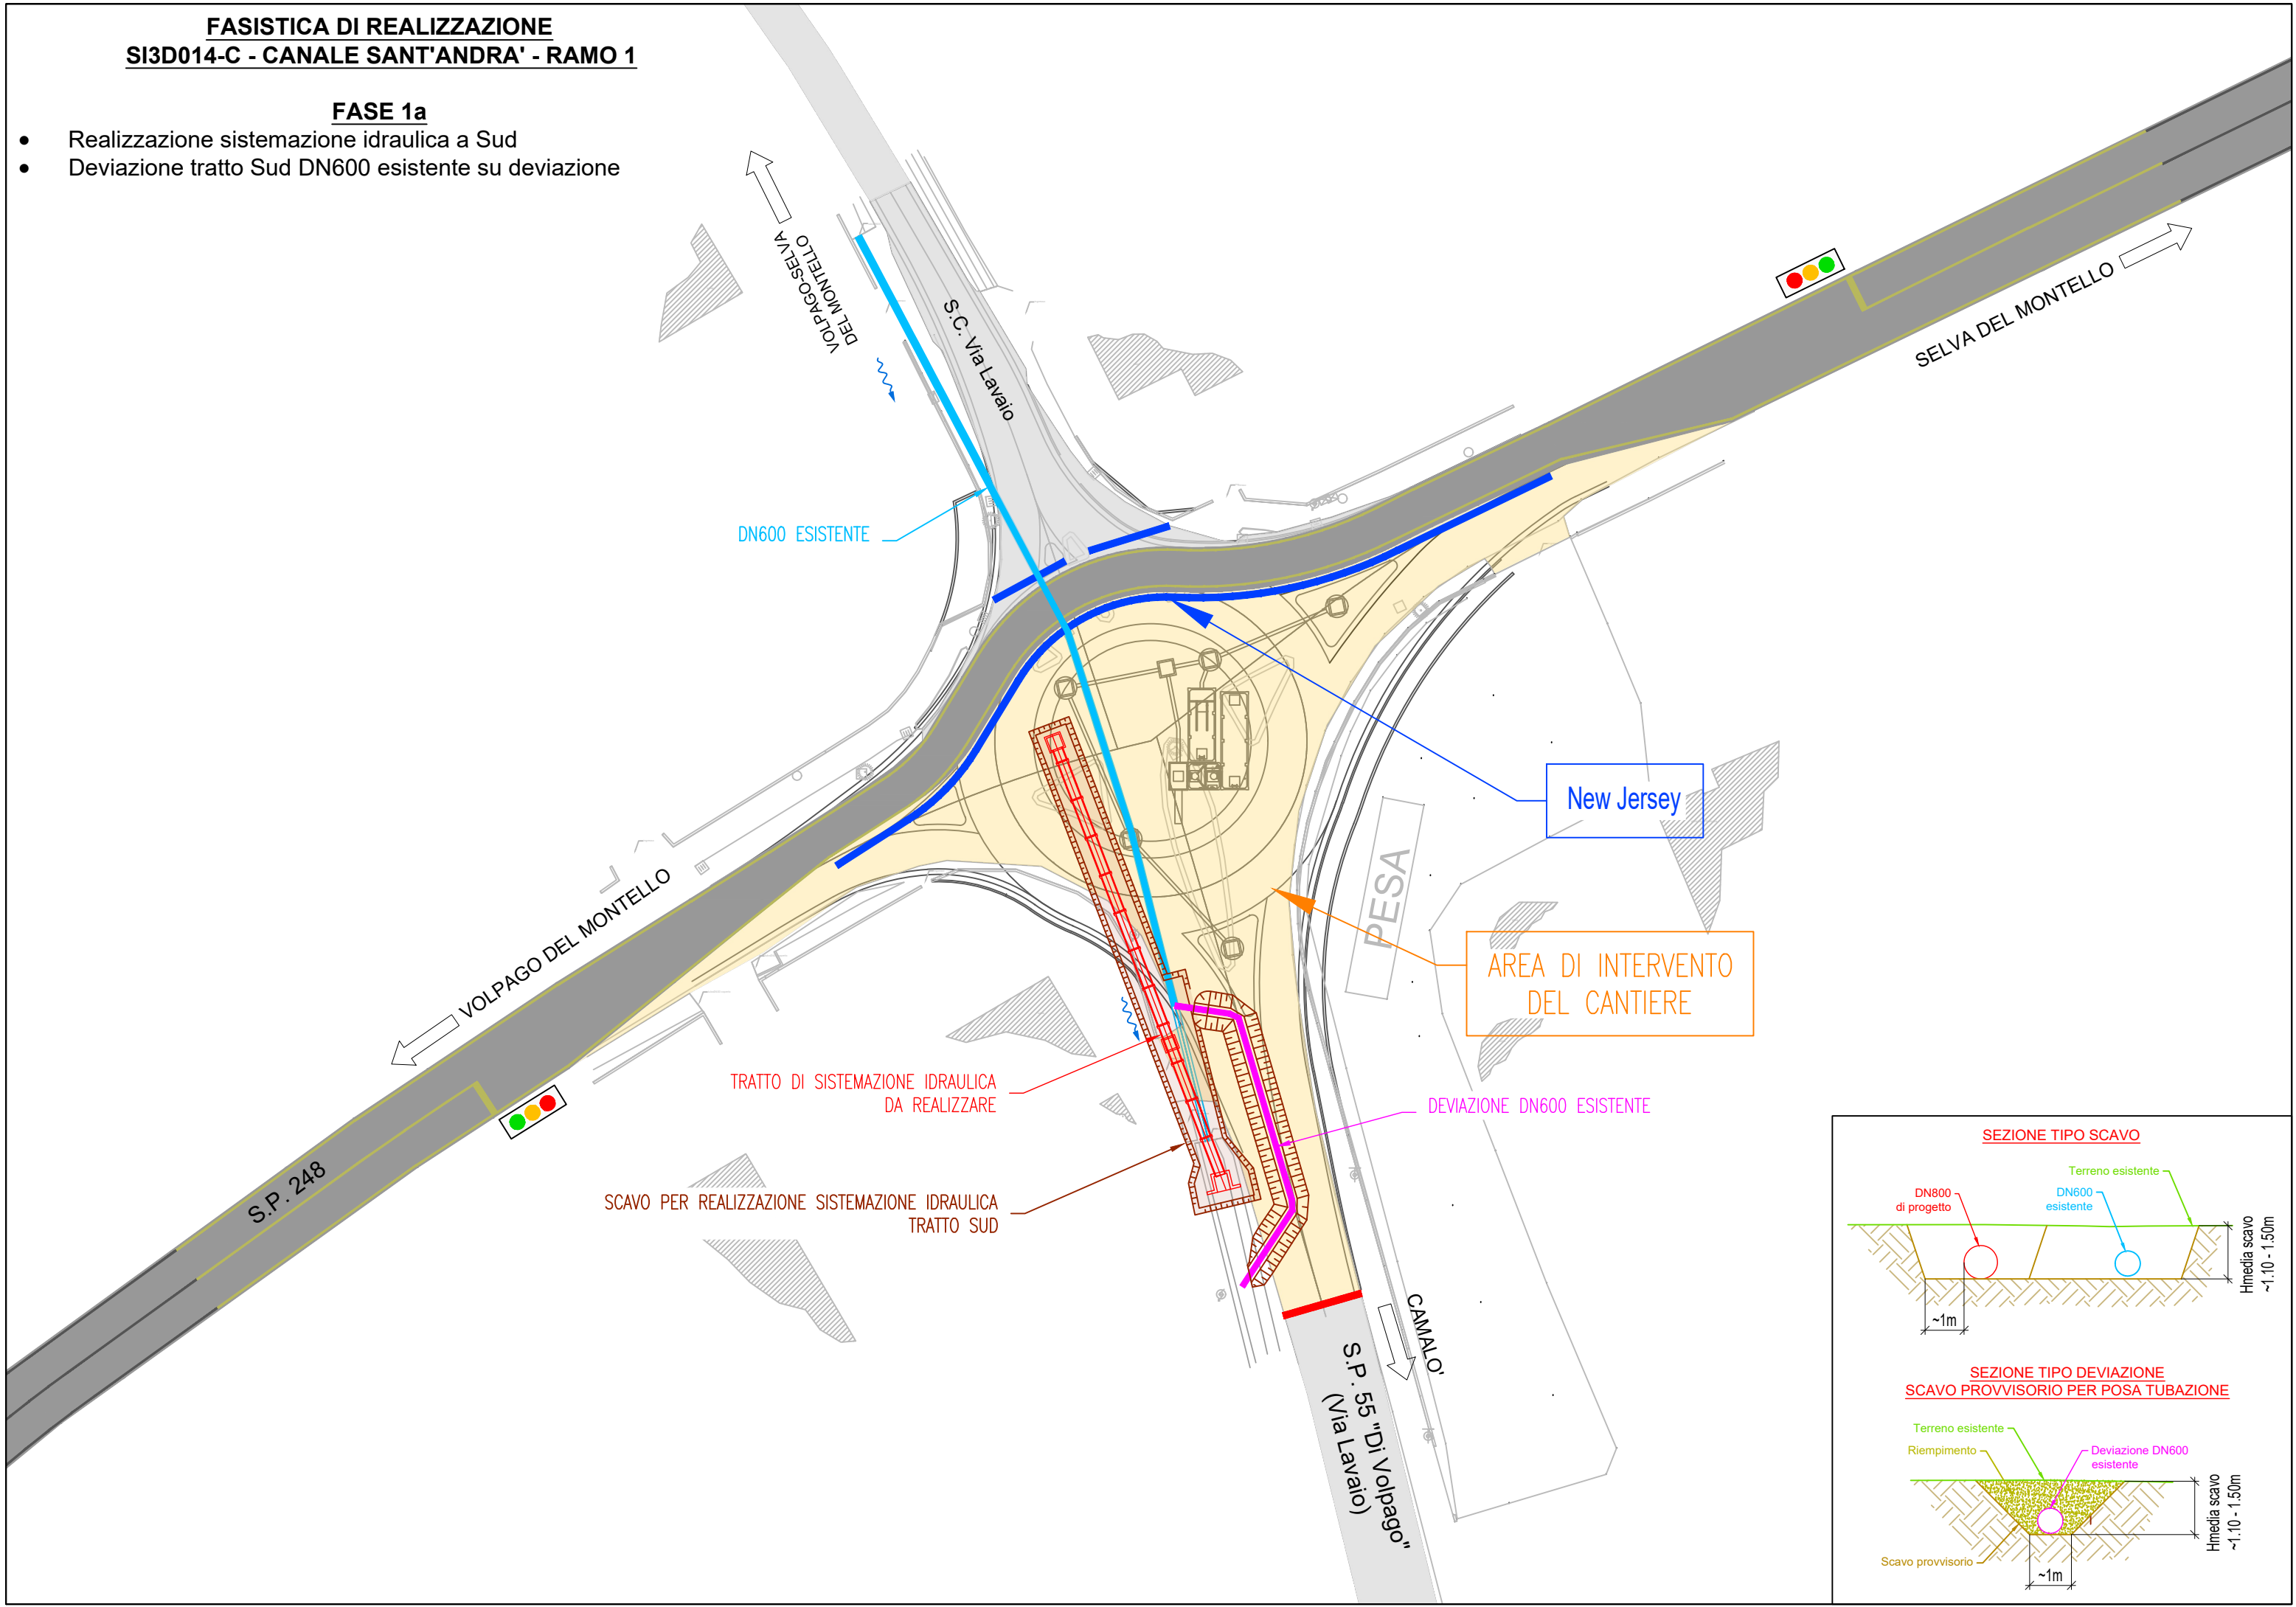 FASISTICA DI REALIZZAZIONE
SI3D014-C - CANALE SANT'ANDRA' - RAMO 1
FASE 1a
• Realizzazione sistemazione idraulica a Sud
• Deviazione tratto Sud DN600 esistente su deviazione
VOLPAGO-SELVA
DEL MONTELLO
S.C. Via Lavaio
SELVA DEL MONTELLO
DN600 ESISTENTE
New Jersey
PESA
VOLPAGO DEL MONTELLO
AREA DI INTERVENTO
DEL CANTIERE
TRATTO DI SISTEMAZIONE IDRAULICA
DA REALIZZARE
DEVIAZIONE DN600 ESISTENTE
S.P. 248
SCAVO PER REALIZZAZIONE SISTEMAZIONE IDRAULICA
TRATTO SUD
CAMALO'
S.P. 55 "Di Volpago"
(Via Lavaio)
SEZIONE TIPO SCAVO
Terreno esistente
DN800
di progetto
DN600
esistente
Hmedia scavo
~1.10 - 1.50m
~1m
SEZIONE TIPO DEVIAZIONE
SCAVO PROVVISORIO PER POSA TUBAZIONE
Terreno esistente
Riempimento
Deviazione DN600
esistente
Hmedia scavo
~1.10 - 1.50m
Scavo provvisorio
~1m